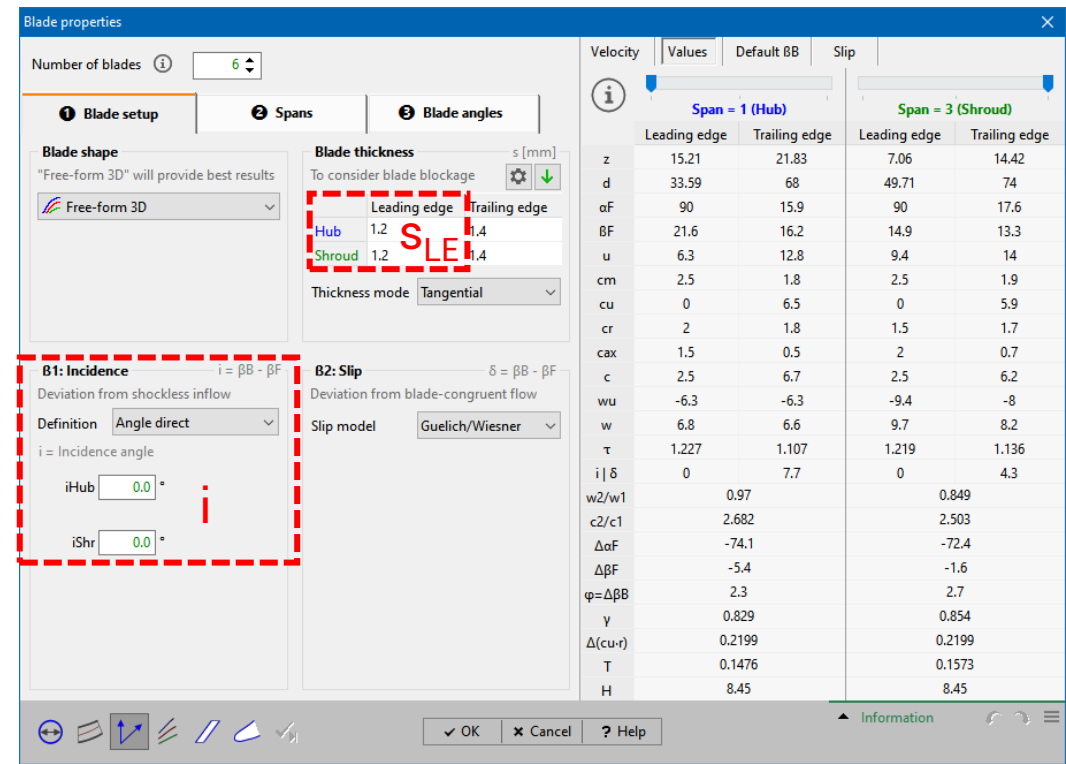 Blade properties
Number of blades i 6
Velocity Values Default ßB Slip
1 Blade setup 2 Spans 3 Blade angles
Blade shape
"Free-form 3D" will provide best results
Free-form 3D
Blade thickness s [mm]
To consider blade blockage
Leading edge Trailing edge
Hub 1.2 1.4
Shroud 1.2 1.4
SLE
Thickness mode Tangential
ß1: Incidence i = βB - βF
Deviation from shockless inflow
Definition Angle direct
i = Incidence angle
iHub 0.0 °
iShr 0.0 °
i
ß2: Slip δ = βB - βF
Deviation from blade-congruent flow
Slip model Guelich/Wiesner
i
Span = 1 (Hub) Span = 3 (Shroud)
Leading edge Trailing edge Leading edge Trailing edge
z 15.21 21.83 7.06 14.42
d 33.59 68 49.71 74
αF 90 15.9 90 17.6
ßF 21.6 16.2 14.9 13.3
u 6.3 12.8 9.4 14
cm 2.5 1.8 2.5 1.9
cu 0 6.5 0 5.9
cr 2 1.8 1.5 1.7
cax 1.5 0.5 2 0.7
c 2.5 6.7 2.5 6.2
wu -6.3 -6.3 -9.4 -8
w 6.8 6.6 9.7 8.2
τ 1.227 1.107 1.219 1.136
i | δ 0 7.7 0 4.3
w2/w1 0.97 0.849
c2/c1 2.682 2.503
ΔαF -74.1 -72.4
ΔβF -5.4 -1.6
φ=ΔβB 2.3 2.7
γ 0.829 0.854
Δ(cu·r) 0.2199 0.2199
T 0.1476 0.1573
H 8.45 8.45
OK Cancel ? Help
Information